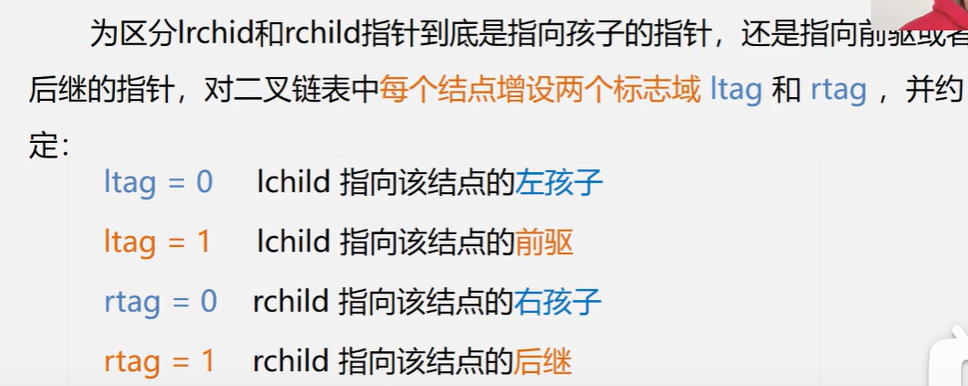 为区分lrchid和rchild指针到底是指向孩子的指针，还是指向前驱或者
后继的指针，对二叉链表中每个结点增设两个标志域 ltag 和 rtag ，并约
定：
ltag = 0 lchild 指向该结点的左孩子
ltag = 1 lchild 指向该结点的前驱
rtag = 0 rchild 指向该结点的右孩子
rtag = 1 rchild 指向该结点的后继